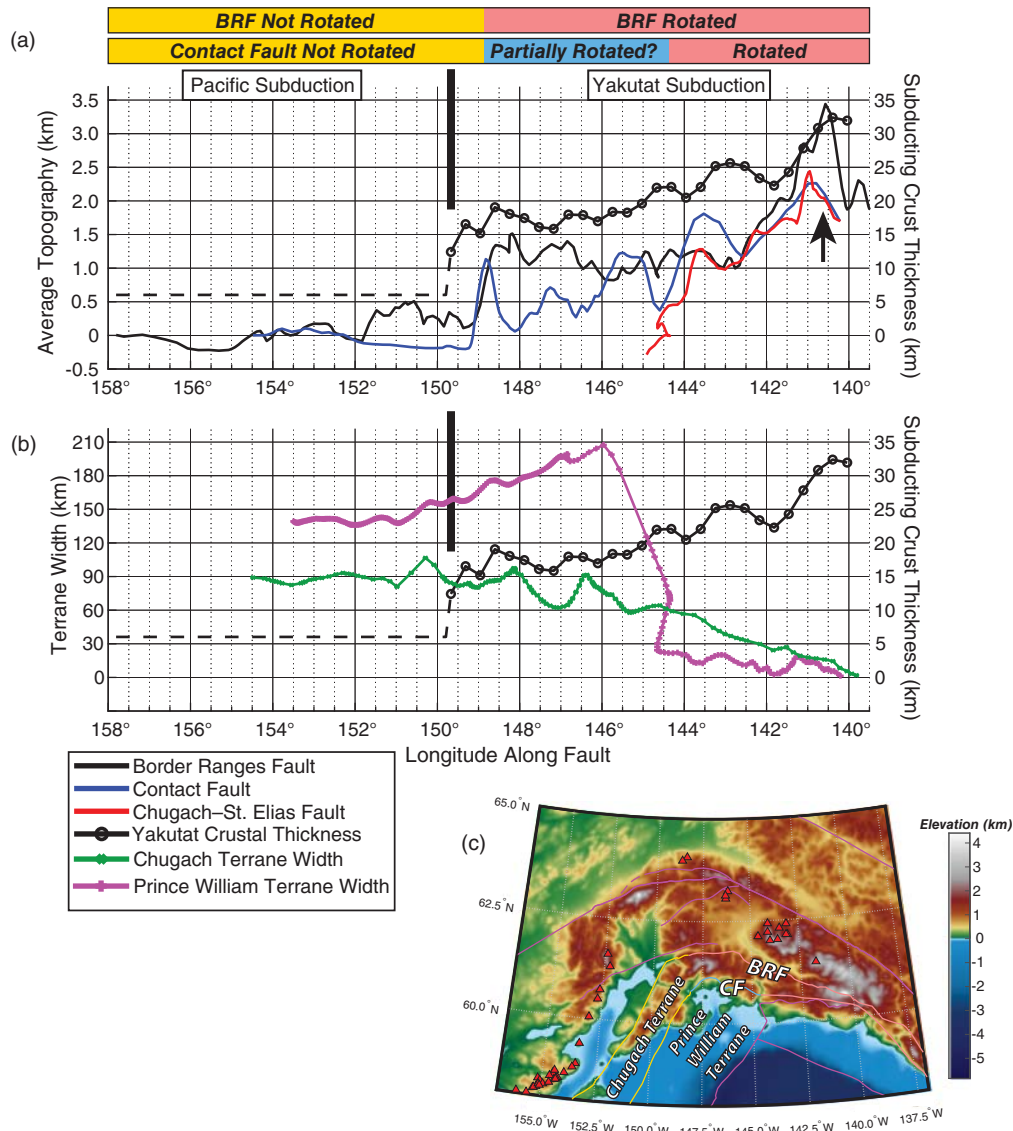 BRF Not Rotated
BRF Rotated
(a)
Contact Fault Not Rotated
Partially Rotated?
Rotated
Pacific Subduction
Yakutat Subduction
Average Topography (km)
3.5
3.0
2.5
2.0
1.5
1.0
0.5
0
-0.5
35
30
25
20
15
10
5
0
Subducting Crust Thickness (km)
158° 156° 154° 152° 150° 148° 146° 144° 142° 140°
(b)
Terrane Width (km)
210
180
150
120
90
60
30
0
35
30
25
20
15
10
5
0
Subducting Crust Thickness (km)
158° 156° 154° 152° 150° 148° 146° 144° 142° 140°
Longitude Along Fault
Border Ranges Fault
Contact Fault
Chugach–St. Elias Fault
Yakutat Crustal Thickness
Chugach Terrane Width
Prince William Terrane Width
(c)
65.0°N
62.5°N
60.0°N
BRF
CF
Chugach Terrane
Prince
William
Terrane
155.0°W 152.5°W 150.0°W 147.5°W 145.0°W 142.5°W 140.0°W 137.5°W
Elevation (km)
4
3
2
1
0
-1
-2
-3
-4
-5